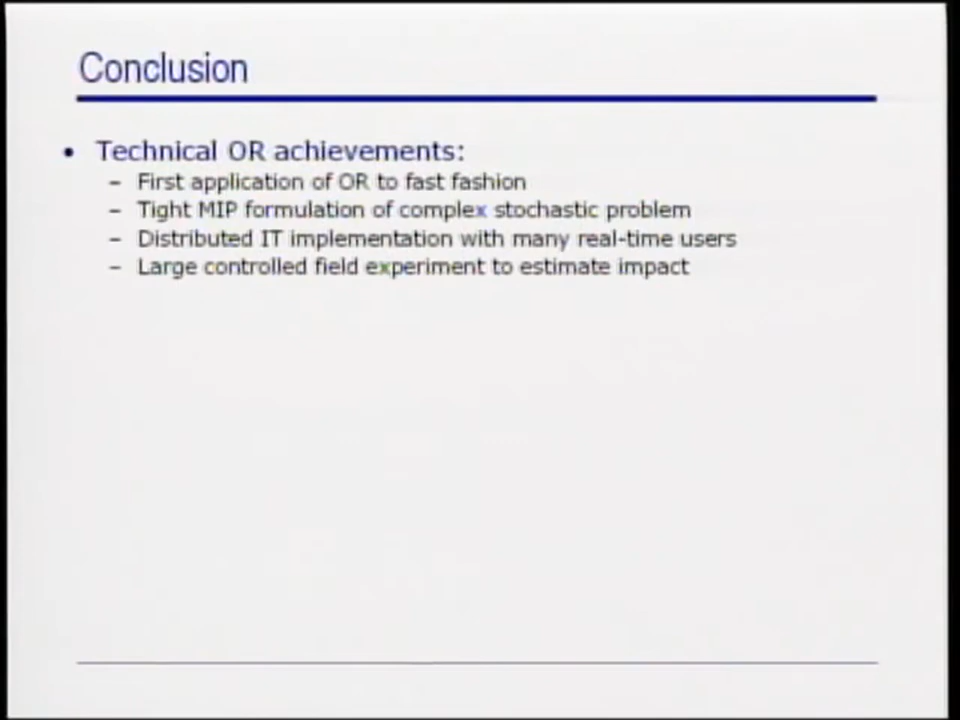 Conclusion
• Technical OR achievements:
– First application of OR to fast fashion
– Tight MIP formulation of complex stochastic problem
– Distributed IT implementation with many real-time users
– Large controlled field experiment to estimate impact